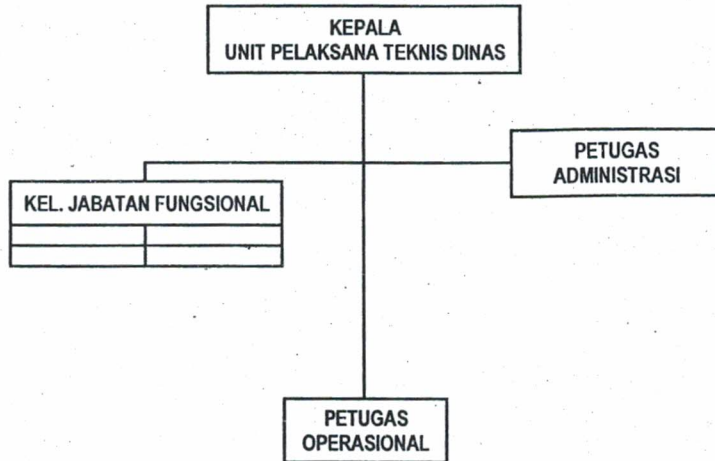 KEPALA
UNIT PELAKSANA TEKNIS DINAS
PETUGAS
ADMINISTRASI
KEL. JABATAN FUNGSIONAL
PETUGAS
OPERASIONAL